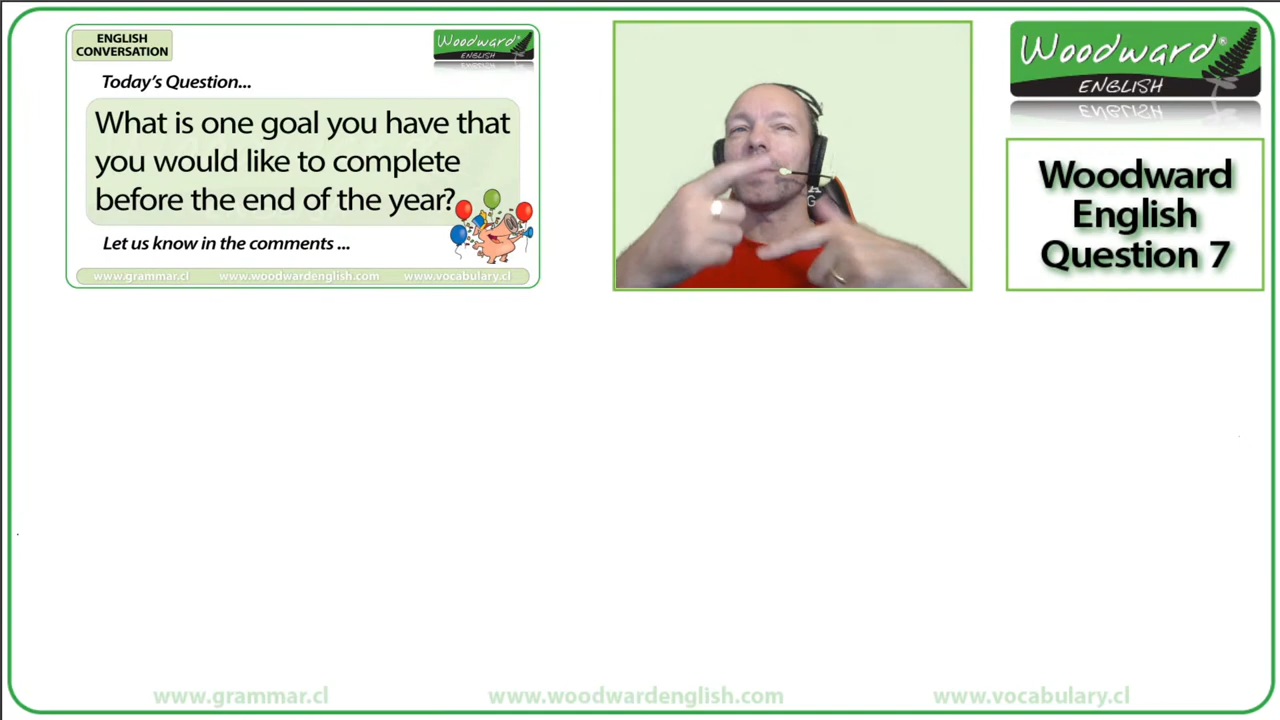 ENGLISH
CONVERSATION
Woodward
ENGLISH
Today's Question...
What is one goal you have that
you would like to complete
before the end of the year?
Let us know in the comments ...
www.grammar.cl www.woodwardenglish.com www.vocabulary.cl
G
Woodward®
ENGLISH
Woodward
English
Question 7
www.grammar.cl www.woodwardenglish.com www.vocabulary.cl